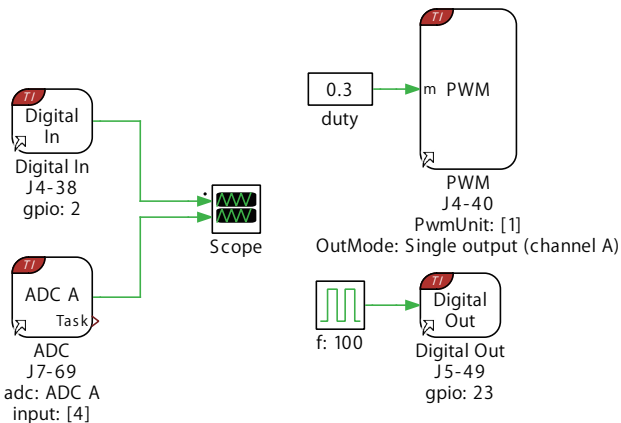 TI
Digital
In
Digital In
J4-38
gpio: 2
TI
ADC A
Task
ADC
J7-69
adc: ADC A
input: [4]
Scope
0.3
duty
TI
m PWM
PWM
J4-40
PwmUnit: [1]
OutMode: Single output (channel A)
f: 100
TI
Digital
Out
Digital Out
J5-49
gpio: 23